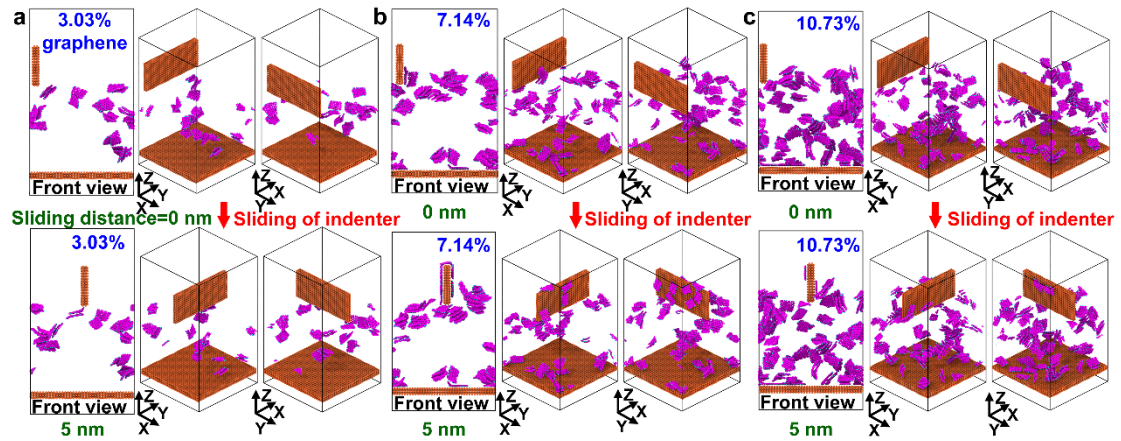 a
3.03%
graphene
Front view
Z
Y
X
Z
X
Y
b
7.14%
Front view
Z
Y
X
Z
X
Y
c
10.73%
Front view
Z
Y
X
Z
X
Y
Sliding distance=0 nm
Sliding of indenter
0 nm
Sliding of indenter
0 nm
Sliding of indenter
3.03%
Front view
Z
Y
X
Z
X
Y
5 nm
7.14%
Front view
Z
Y
X
Z
X
Y
5 nm
10.73%
Front view
Z
Y
X
Z
X
Y
5 nm